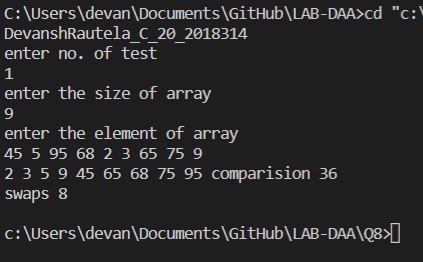 C:\Users\devan\Documents\GitHub\LAB-DAA>cd "c:\
DevanshRautela_C_20_2018314
enter no. of test
1
enter the size of array
9
enter the element of array
45 5 95 68 2 3 65 75 9
2 3 5 9 45 65 68 75 95 comparision 36
swaps 8
c:\Users\devan\Documents\GitHub\LAB-DAA\Q8>